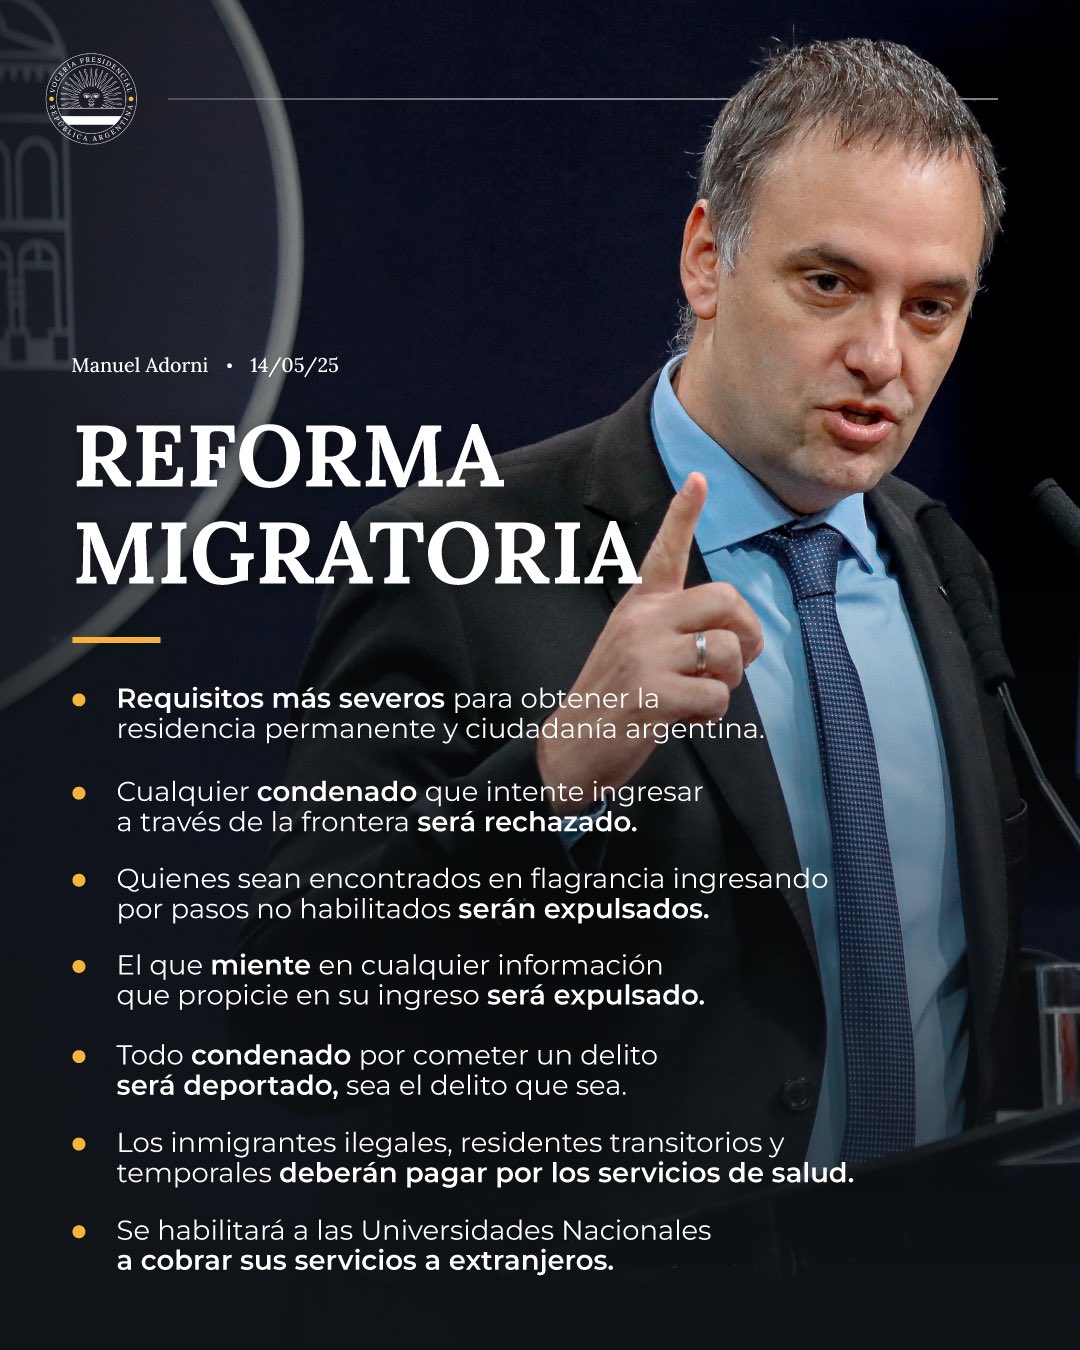 VOCERÍA PRESIDENCIAL
REPÚBLICA ARGENTINA
Manuel Adorni • 14/05/25
REFORMA
MIGRATORIA
• Requisitos más severos para obtener la
residencia permanente y ciudadanía argentina.
• Cualquier condenado que intente ingresar
a través de la frontera será rechazado.
• Quienes sean encontrados en flagrancia ingresando
por pasos no habilitados serán expulsados.
• El que miente en cualquier información
que propicie en su ingreso será expulsado.
• Todo condenado por cometer un delito
será deportado, sea el delito que sea.
• Los inmigrantes ilegales, residentes transitorios y
temporales deberán pagar por los servicios de salud.
• Se habilitará a las Universidades Nacionales
a cobrar sus servicios a extranjeros.